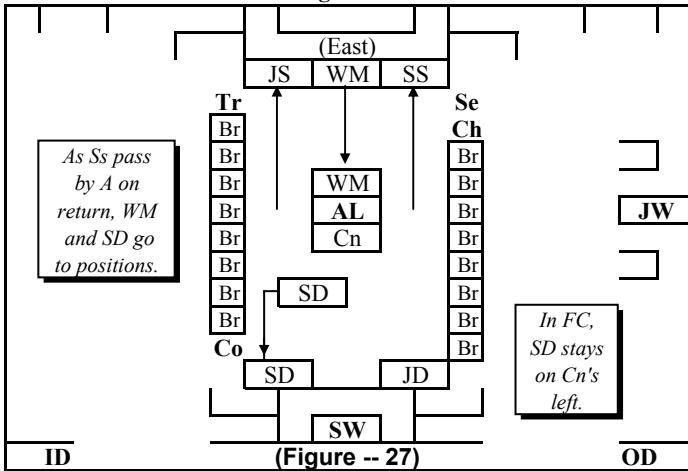 (East)
JS WM SS
Tr Se
Br Ch
As Ss pass
by A on
return, WM
and SD go
to positions.
Br Br
Br WM Br
Br AL Br JW
Br Cn Br
Br Br
Br SD Br
Br Br
Co Br
SD JD
In FC,
SD stays
on Cn's
left.
SW
ID (Figure -- 27) OD